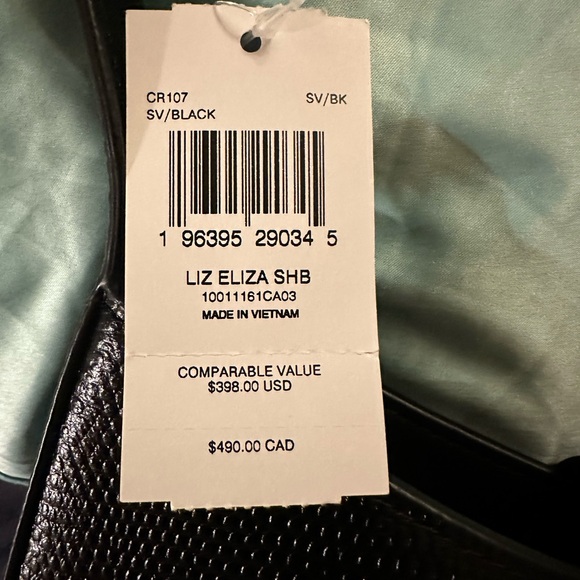 CR107 SV/BK
SV/BLACK
1 96395 29034 5
LIZ ELIZA SHB
10011161CA03
MADE IN VIETNAM
COMPARABLE VALUE
$398.00 USD
$490.00 CAD